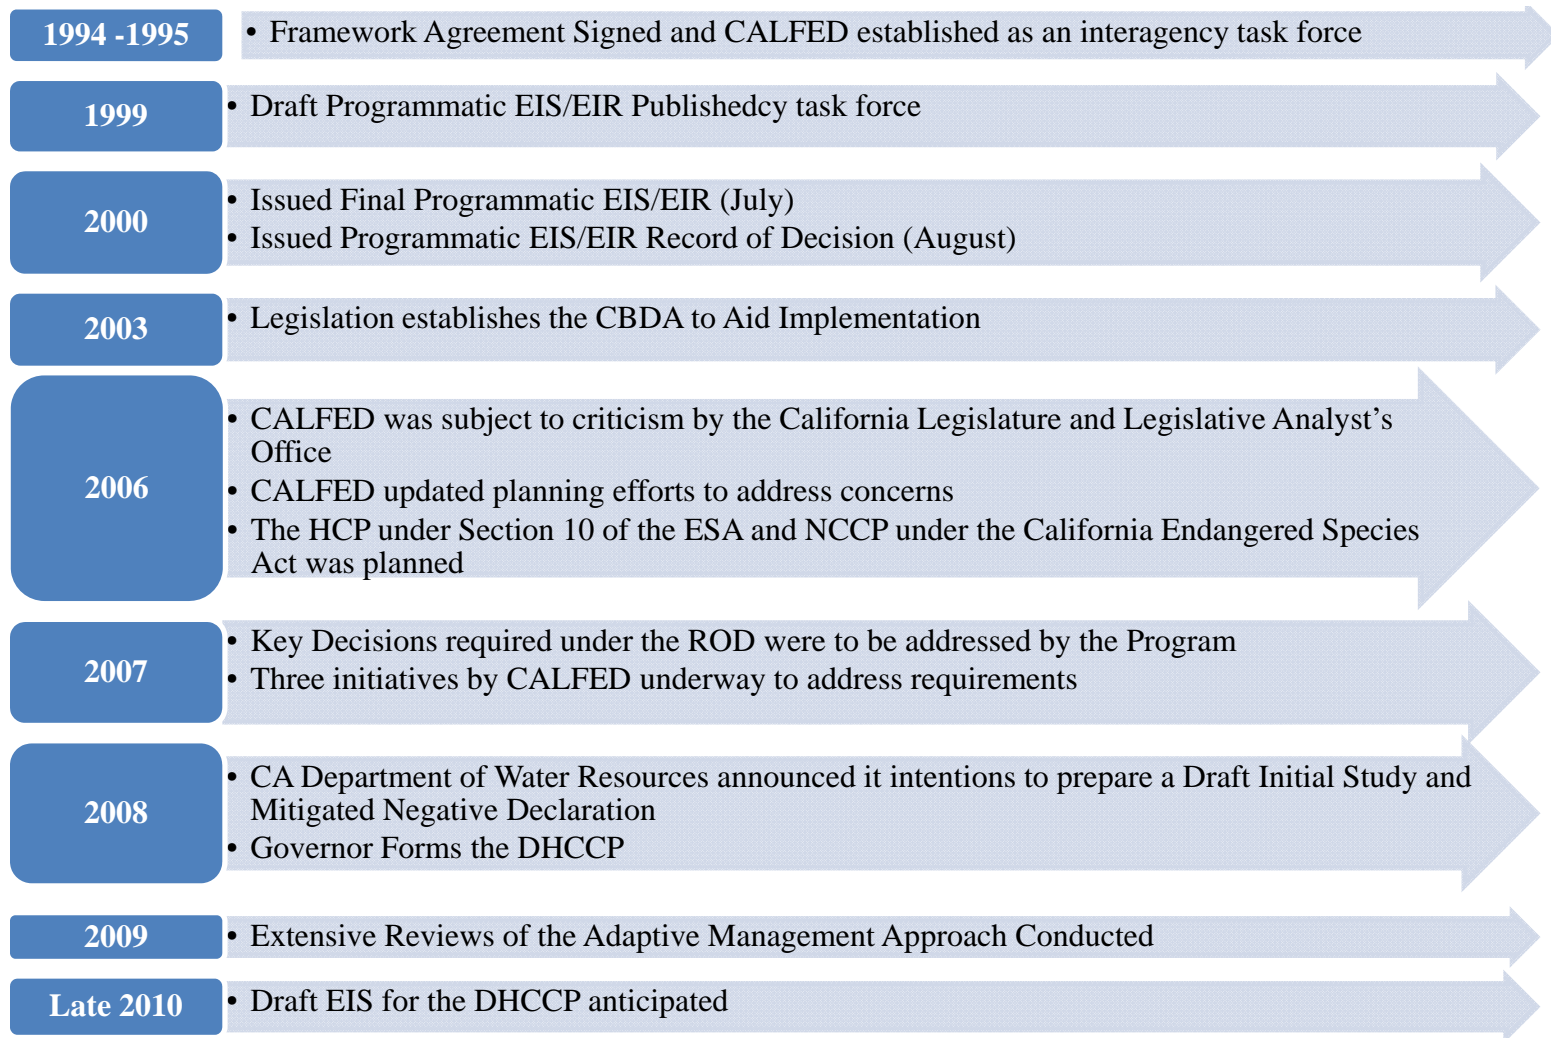 1994 -1995
• Framework Agreement Signed and CALFED established as an interagency task force
1999
• Draft Programmatic EIS/EIR Publishedcy task force
2000
• Issued Final Programmatic EIS/EIR (July)
• Issued Programmatic EIS/EIR Record of Decision (August)
2003
• Legislation establishes the CBDA to Aid Implementation
2006
• CALFED was subject to criticism by the California Legislature and Legislative Analyst’s
Office
• CALFED updated planning efforts to address concerns
• The HCP under Section 10 of the ESA and NCCP under the California Endangered Species
Act was planned
2007
• Key Decisions required under the ROD were to be addressed by the Program
• Three initiatives by CALFED underway to address requirements
2008
• CA Department of Water Resources announced it intentions to prepare a Draft Initial Study and
Mitigated Negative Declaration
• Governor Forms the DHCCP
2009
• Extensive Reviews of the Adaptive Management Approach Conducted
Late 2010
• Draft EIS for the DHCCP anticipated